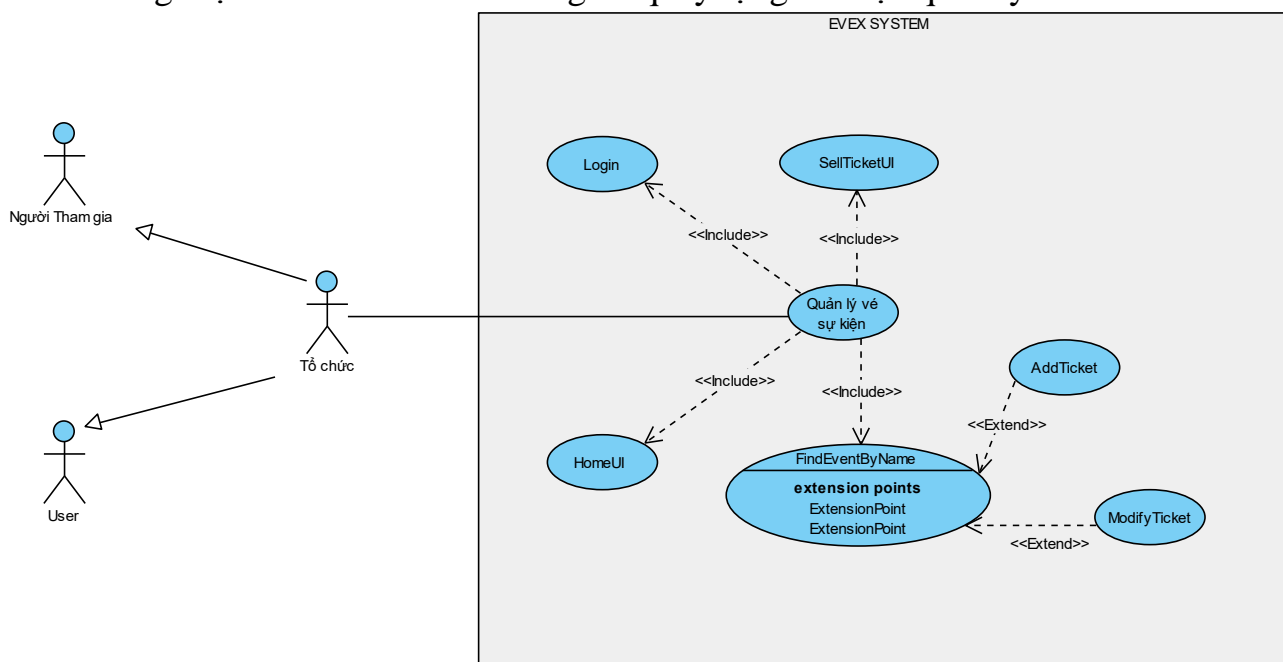 EVEX SYSTEM
Login
SellTicketUI
Người Tham gia
<<Include>>
<<Include>>
Quản lý vé
sự kiện
Tổ chức
AddTicket
<<Include>>
<<Include>>
<<Extend>>
HomeUI
FindEventByName
extension points
ExtensionPoint
ExtensionPoint
User
ModifyTicket
<<Extend>>